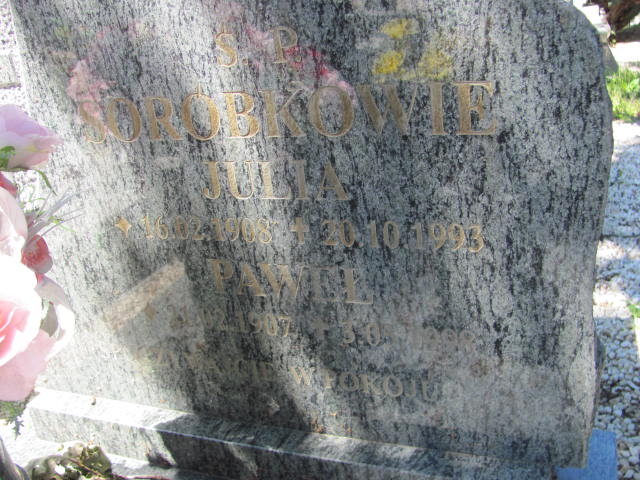 Ś. P.
SOROBKOWIE
JULIA
✦ 16.02.1908 ✝ 20.10.1993
PAWEŁ
W POKOJU